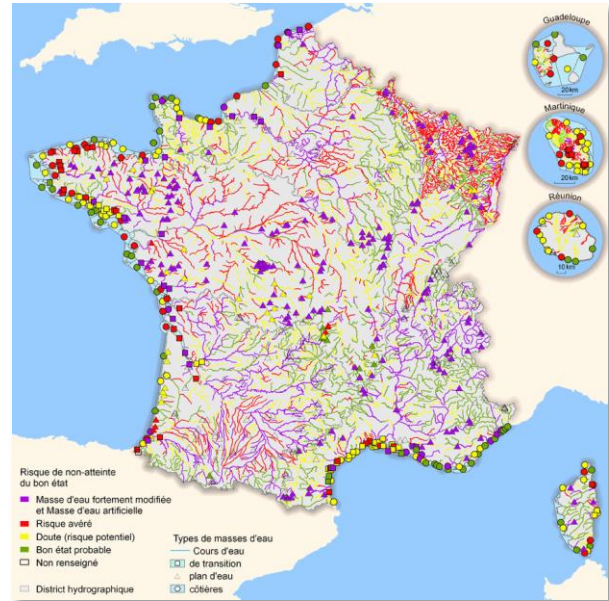 Guadeloupe
20 km
Martinique
20 km
Réunion
10 km
Risque de non-atteinte
du bon état
Masse d'eau fortement modifiée
et Masse d'eau artificielle
Risque avéré
Doute (risque potentiel)
Bon état probable
Non renseigné
District hydrographique
Types de masses d'eau
Cours d'eau
de transition
plan d'eau
côtières